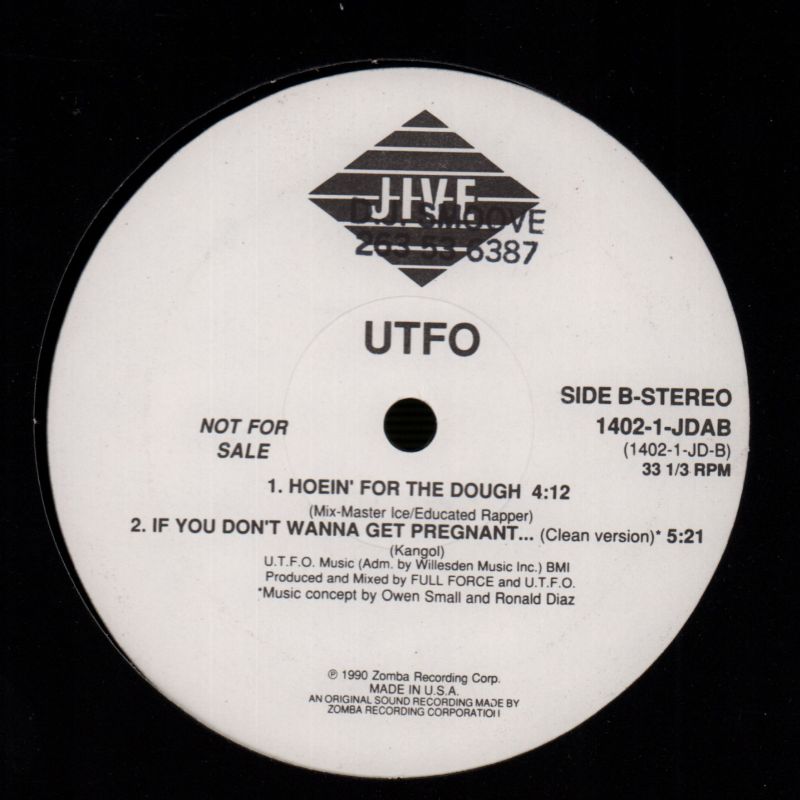 JIVE
D.J. SMOOVE
263 53 6387
UTFO
SIDE B-STEREO
1402-1-JDAB
(1402-1-JD-B)
33 1/3 RPM
NOT FOR
SALE
1. HOEIN' FOR THE DOUGH 4:12
(Mix-Master Ice/Educated Rapper)
2. IF YOU DON'T WANNA GET PREGNANT... (Clean version)* 5:21
(Kangol)
U.T.F.O. Music (Adm. by Willesden Music Inc.) BMI
Produced and Mixed by FULL FORCE and U.T.F.O.
*Music concept by Owen Small and Ronald Diaz
℗ 1990 Zomba Recording Corp.
MADE IN U.S.A.
AN ORIGINAL SOUND RECORDING MADE BY
ZOMBA RECORDING CORPORATION